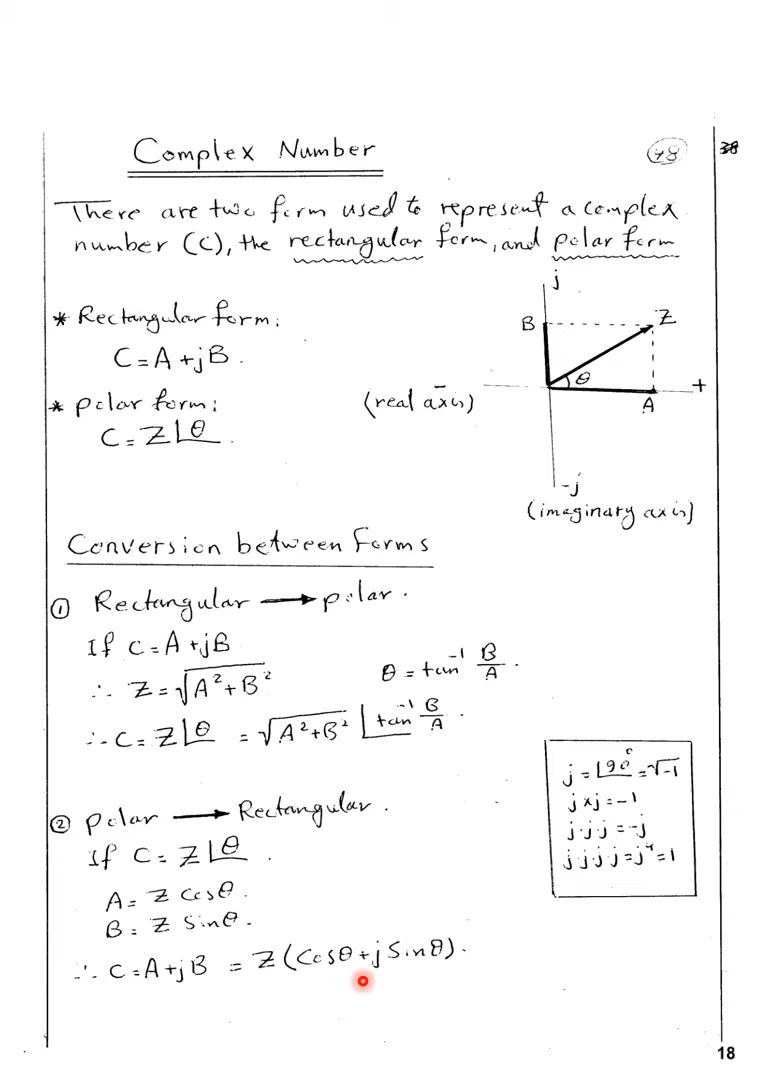 Complex Number
48
38
There are two form used to represent a complex
number (C), the rectangular form, and polar form
* Rectangular form:
C = A + jB.
* polar form:
C = Z∠θ.
j
B
Z
θ
+
A
(real axis)
-
-j
(imaginary axis)
Conversion between Forms
① Rectangular → polar.
If C = A + jB
∴ Z = √A² + B²  θ = tan⁻¹ B/A.
∴ C = Z∠θ = √A² + B² ∠tan⁻¹ B/A.
② polar → Rectangular.
If C = Z∠θ.
A = Z Cosθ.
B = Z Sinθ.
∴ C = A + jB = Z (Cosθ + j Sinθ).
j = ∠90° = √-1
j × j = -1
j·j·j = -j
j·j·j·j = j⁴ = 1
18